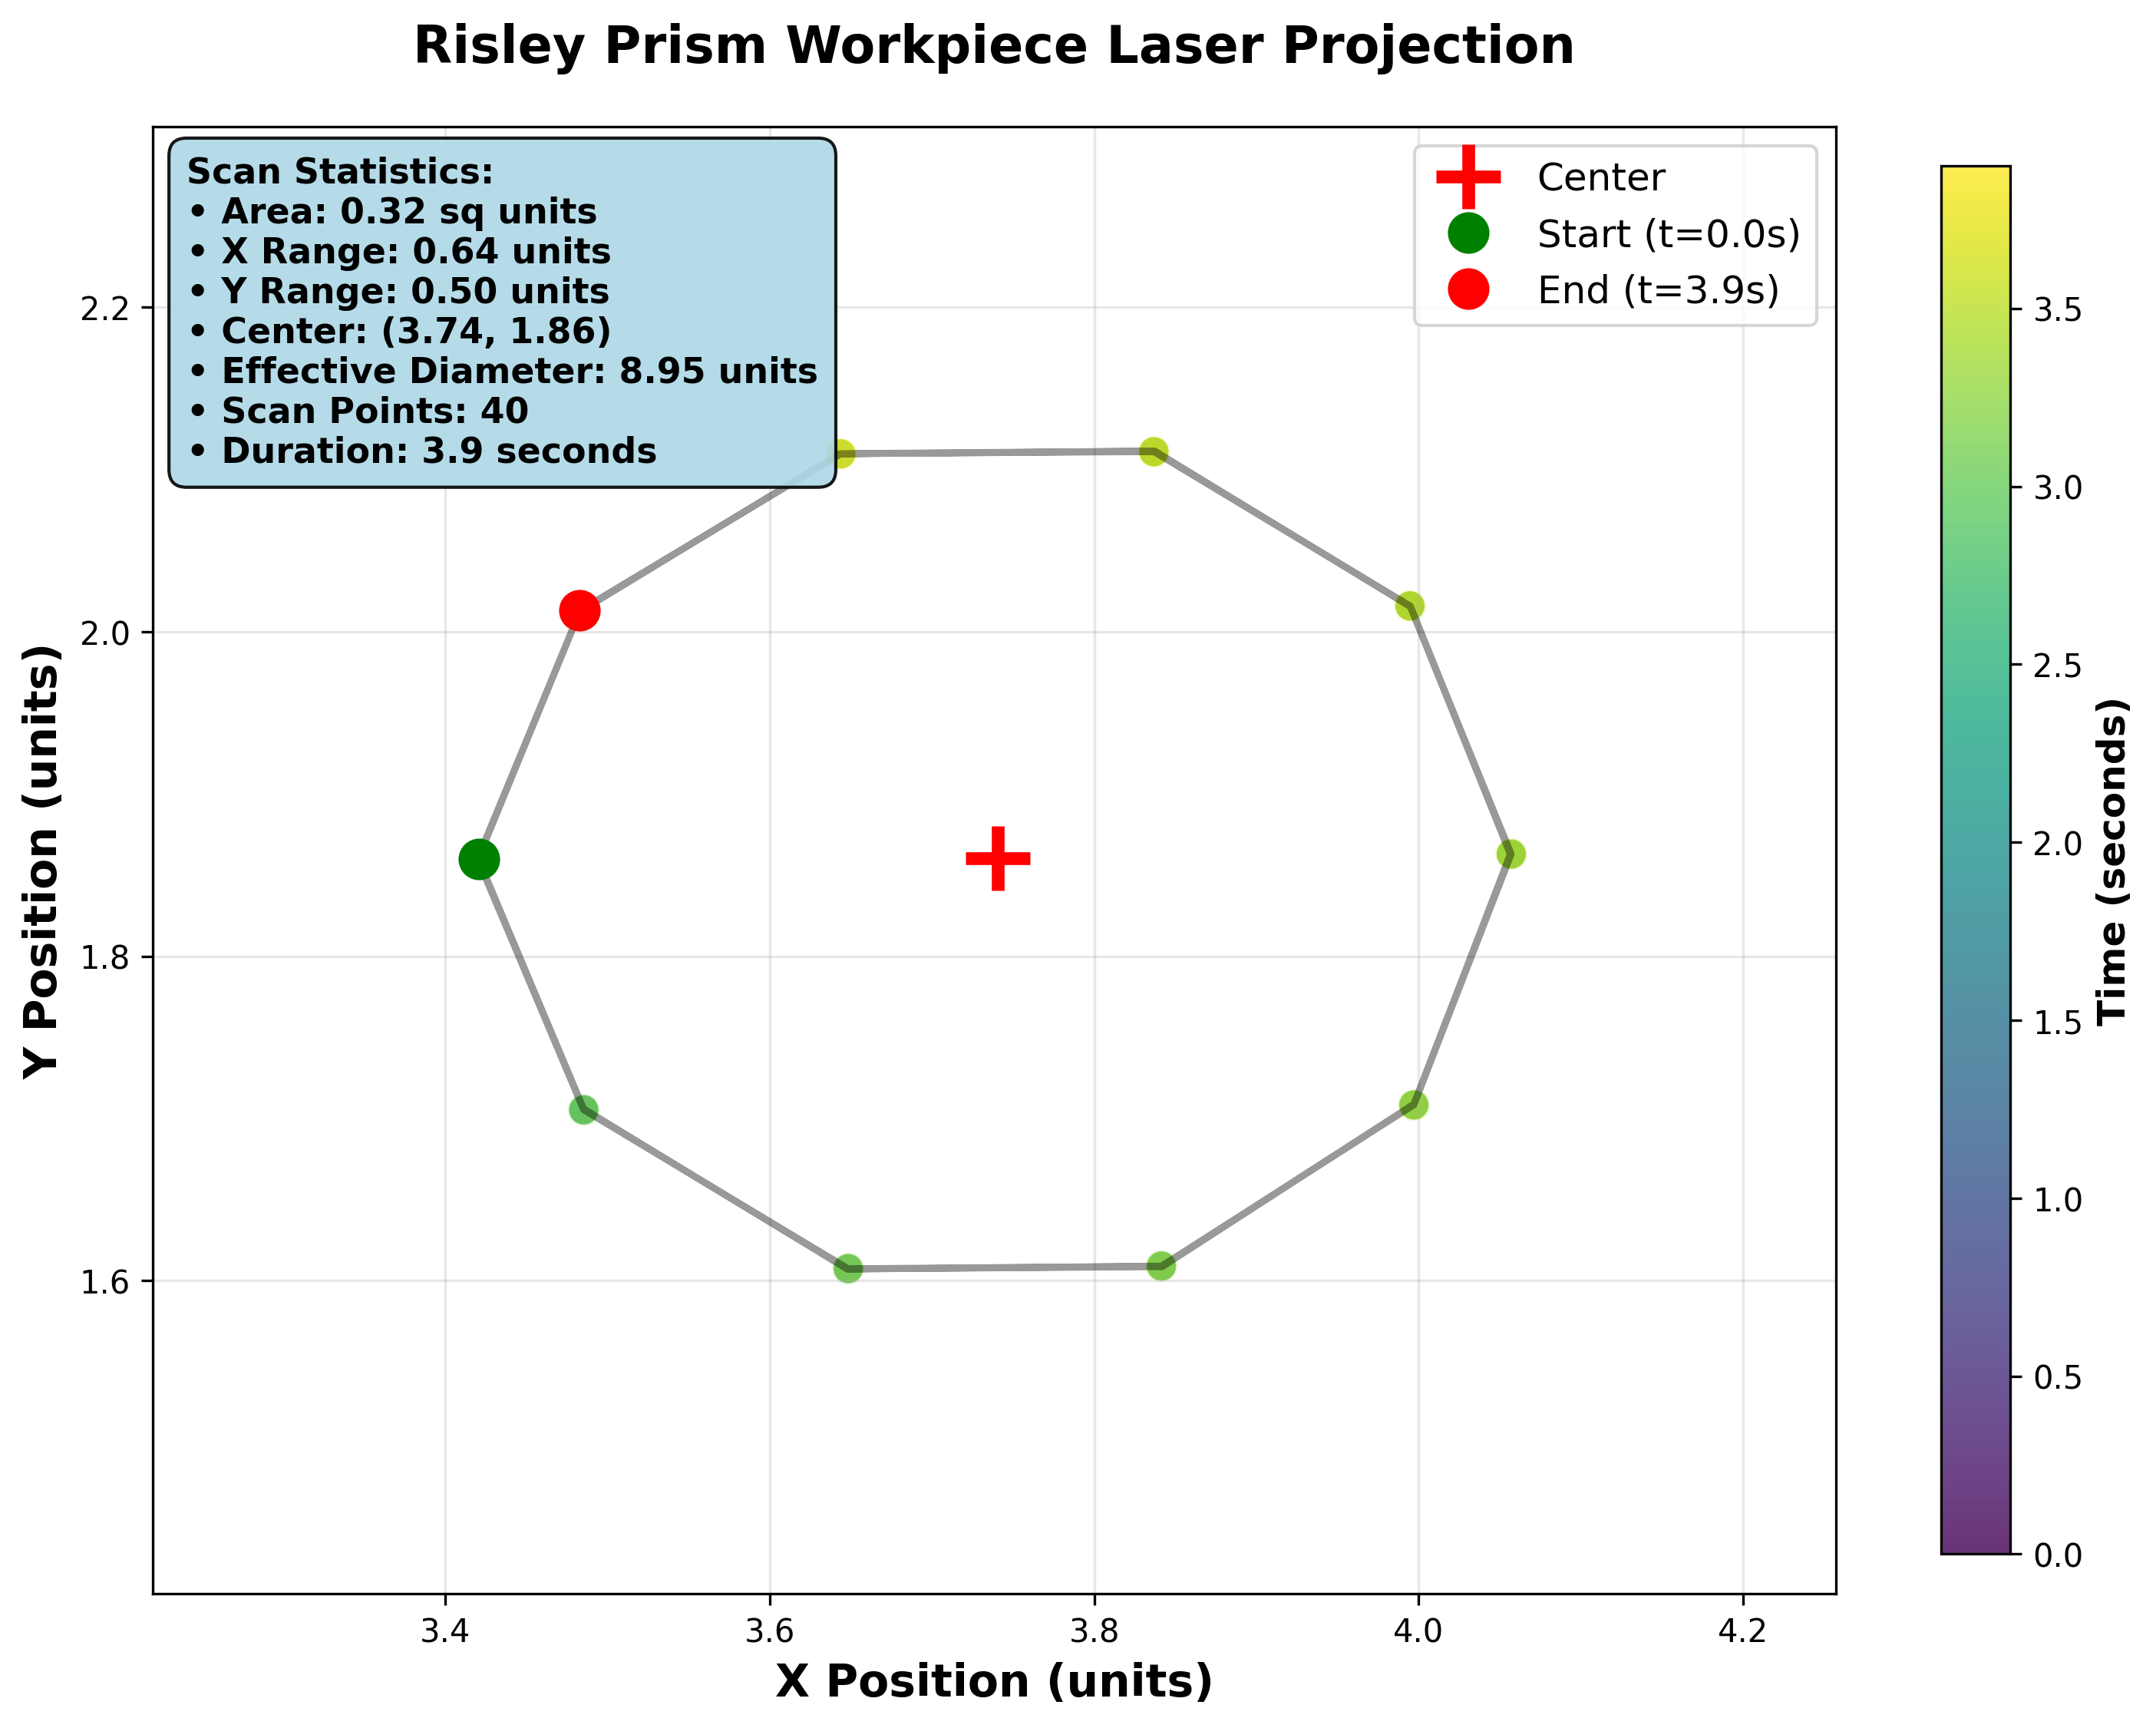 Risley Prism Workpiece Laser Projection
Scan Statistics:
• Area: 0.32 sq units
• X Range: 0.64 units
• Y Range: 0.50 units
• Center: (3.74, 1.86)
• Effective Diameter: 8.95 units
• Scan Points: 40
• Duration: 3.9 seconds
Center
Start (t=0.0s)
End (t=3.9s)
Y Position (units)
2.2
2.0
1.8
1.6
3.4
3.6
3.8
4.0
4.2
X Position (units)
3.5
3.0
2.5
2.0
1.5
1.0
0.5
0.0
Time (seconds)